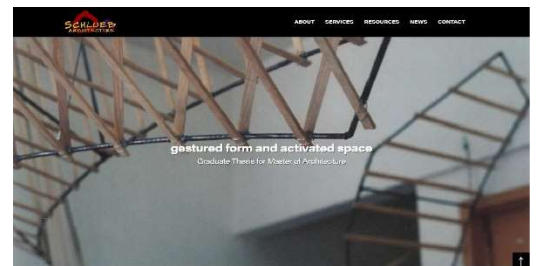 SCHLUEB
ARCHITECTURE
ABOUT SERVICES RESOURCES NEWS CONTACT
gestured form and activated space
Graduate Thesis for Master of Architecture
↑